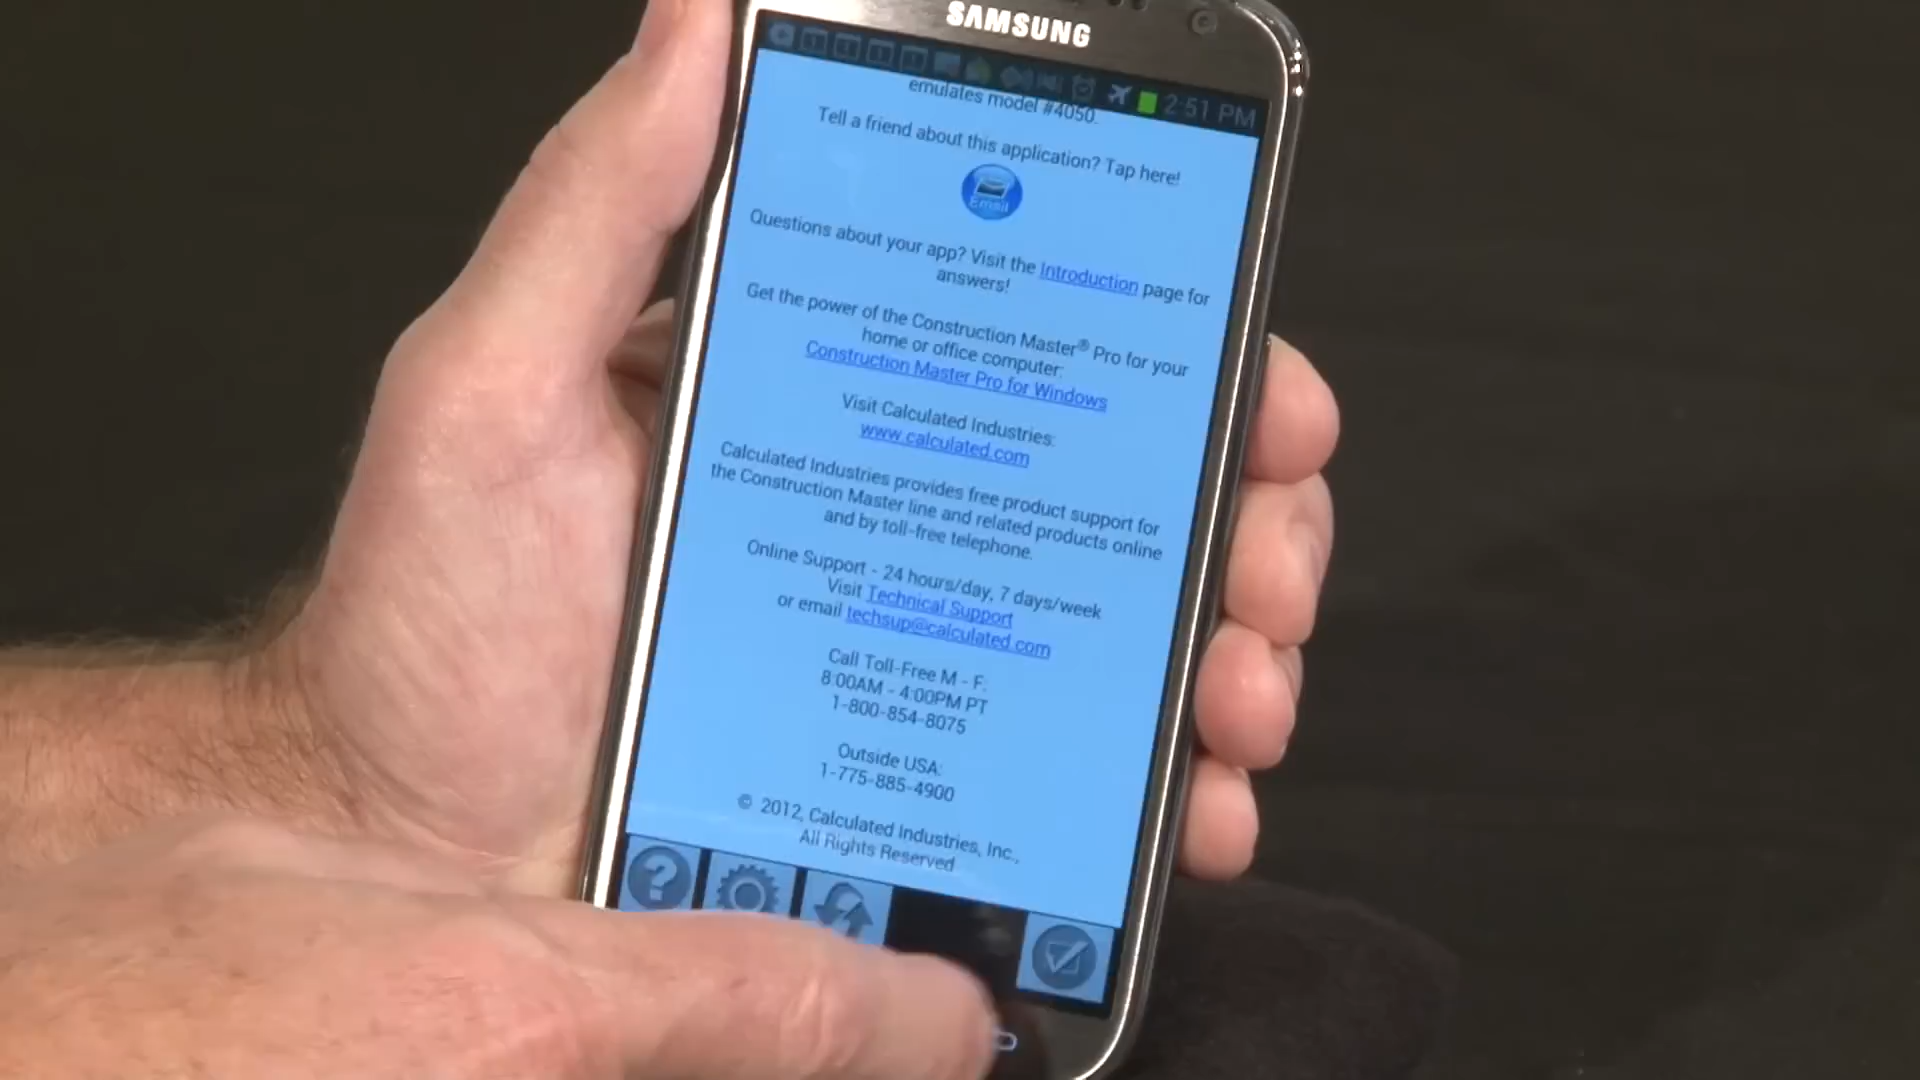 SAMSUNG
2:51 PM
emulates model #4050.
Tell a friend about this application? Tap here!
Email
Questions about your app? Visit the Introduction page for
answers!
Get the power of the Construction Master® Pro for your
home or office computer:
Construction Master Pro for Windows
Visit Calculated Industries:
www.calculated.com
Calculated Industries provides free product support for
the Construction Master line and related products online
and by toll-free telephone.
Online Support - 24 hours/day, 7 days/week
Visit Technical Support
or email techsup@calculated.com
Call Toll-Free M - F:
8:00AM - 4:00PM PT
1-800-854-8075
Outside USA:
1-775-885-4900
© 2012, Calculated Industries, Inc.,
All Rights Reserved